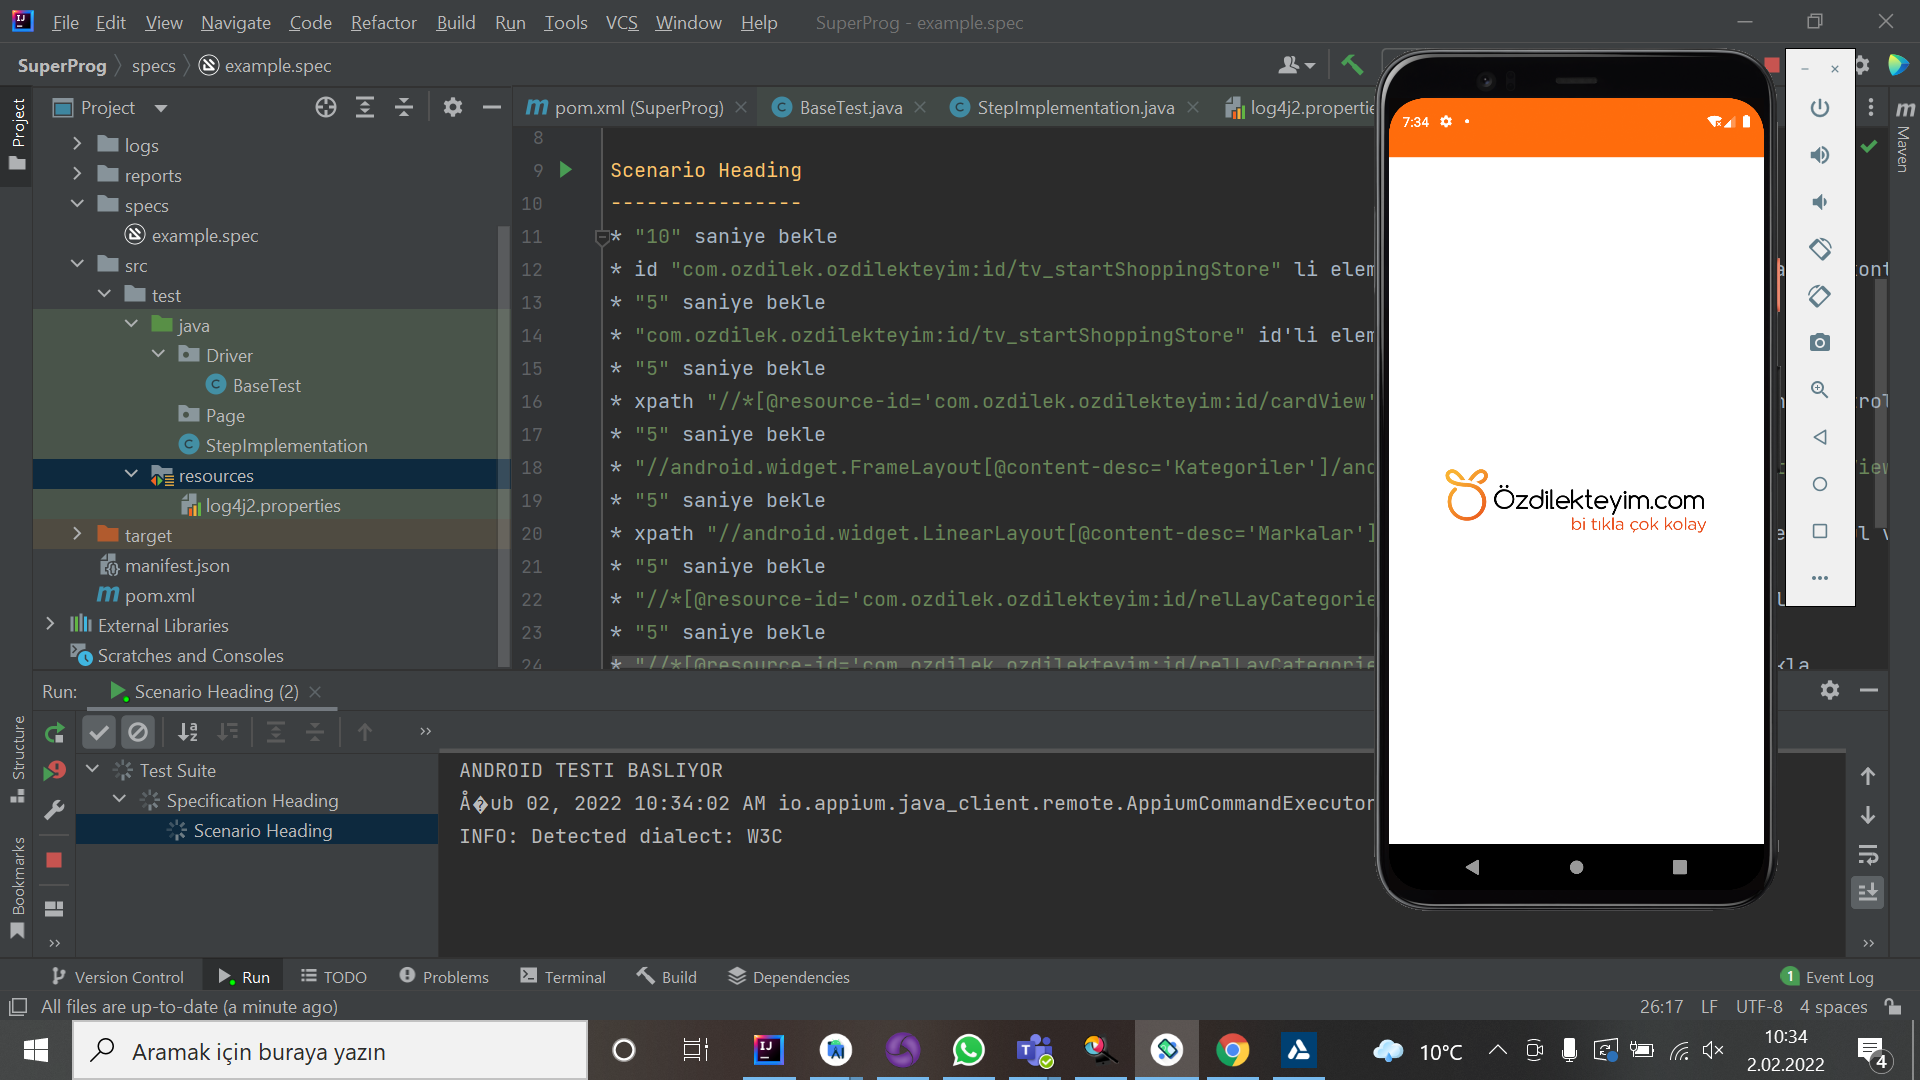 File Edit View Navigate Code Refactor Build Run Tools VCS Window Help SuperProg - example.spec
SuperProg specs example.spec
Project
pom.xml (SuperProg) BaseTest.java StepImplementation.java log4j2.propertie
Project
Maven
logs
reports
specs
example.spec
src
test
java
Driver
BaseTest
Page
StepImplementation
resources
log4j2.properties
target
manifest.json
pom.xml
External Libraries
Scratches and Consoles
8
9 Scenario Heading
10 ----------------
11 * "10" saniye bekle
12 * id "com.ozdilek.ozdilekteyim:id/tv_startShoppingStore" li elem
13 * "5" saniye bekle
14 * "com.ozdilek.ozdilekteyim:id/tv_startShoppingStore" id'li elem
15 * "5" saniye bekle
16 * xpath "//*[@resource-id='com.ozdilek.ozdilekteyim:id/cardView'
17 * "5" saniye bekle
18 * "//android.widget.FrameLayout[@content-desc='Kategoriler']/and
19 * "5" saniye bekle
20 * xpath "//android.widget.LinearLayout[@content-desc='Markalar']
21 * "5" saniye bekle
22 * "//*[@resource-id='com.ozdilek.ozdilekteyim:id/relLayCategorie
23 * "5" saniye bekle
24 * "//*[@resource-id='com.ozdilek.ozdilekteyim:id/relLayCategorie
7:34
Özdilekteyim.com
bi tıkla çok kolay
Run: Scenario Heading (2)
Structure
Bookmarks
Test Suite
Specification Heading
Scenario Heading
ANDROID TESTI BASLIYOR
Å�ub 02, 2022 10:34:02 AM io.appium.java_client.remote.AppiumCommandExecutor
INFO: Detected dialect: W3C
Version Control Run TODO Problems Terminal Build Dependencies 1 Event Log
All files are up-to-date (a minute ago) 26:17 LF UTF-8 4 spaces
Aramak için buraya yazın
10°C
10:34
2.02.2022
4